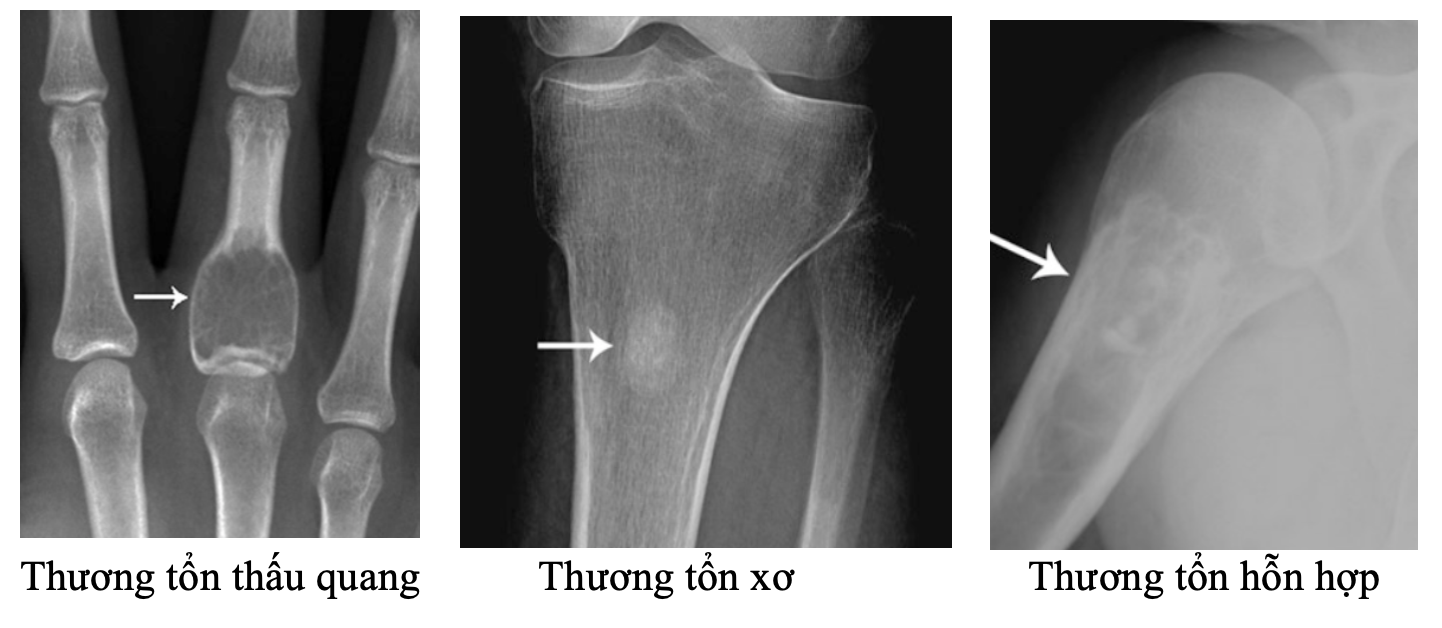 Thương tổn thấu quang
Thương tổn xơ
Thương tổn hỗn hợp